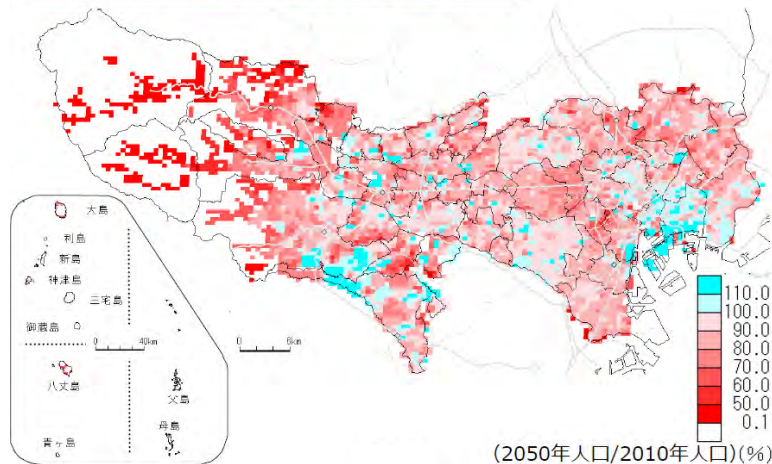 大島
利島
新島
神津島
三宅島
御蔵島
0 40km
0 6km
八丈島
父島
母島
青ヶ島
110.0
100.0
90.0
80.0
70.0
60.0
50.0
0.1
(2050年人口/2010年人口)(%)